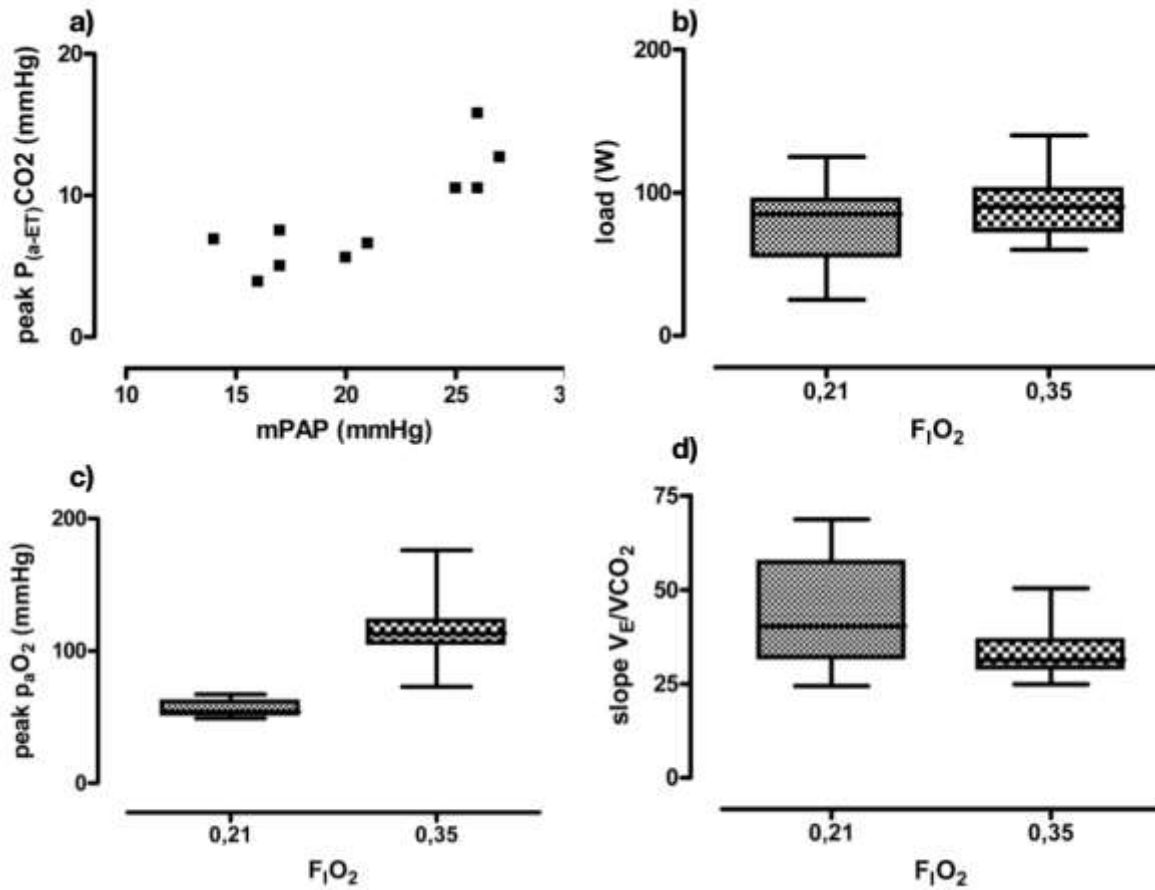 a)
peak P(a-ET)CO2 (mmHg)
20
10
0
10 15 20 25 3
mPAP (mmHg)
b)
load (W)
200
100
0
0,21 0,35
FIO2
c)
peak paO2 (mmHg)
200
100
0
0,21 0,35
FIO2
d)
slope VE/VCO2
75
50
25
0
0,21 0,35
FIO2